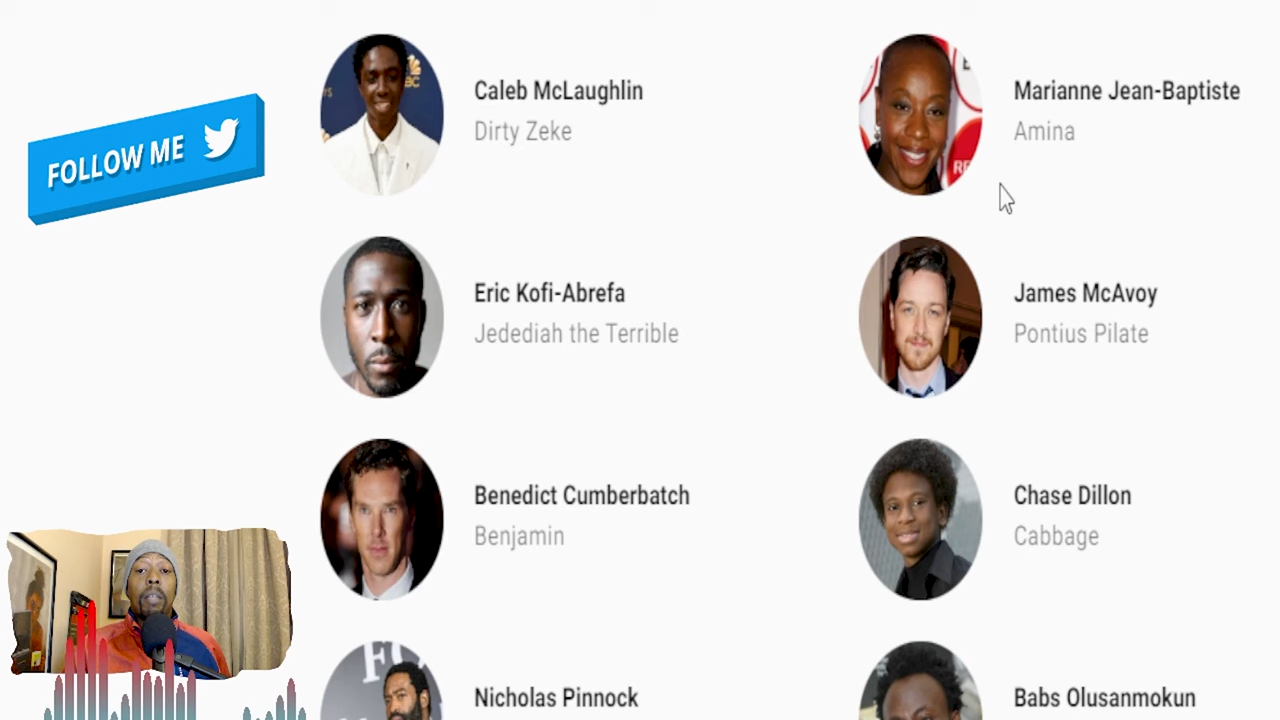 FOLLOW ME
Caleb McLaughlin
Dirty Zeke
Marianne Jean-Baptiste
Amina
Eric Kofi-Abrefa
Jedediah the Terrible
James McAvoy
Pontius Pilate
Benedict Cumberbatch
Benjamin
Chase Dillon
Cabbage
Nicholas Pinnock
Babs Olusanmokun